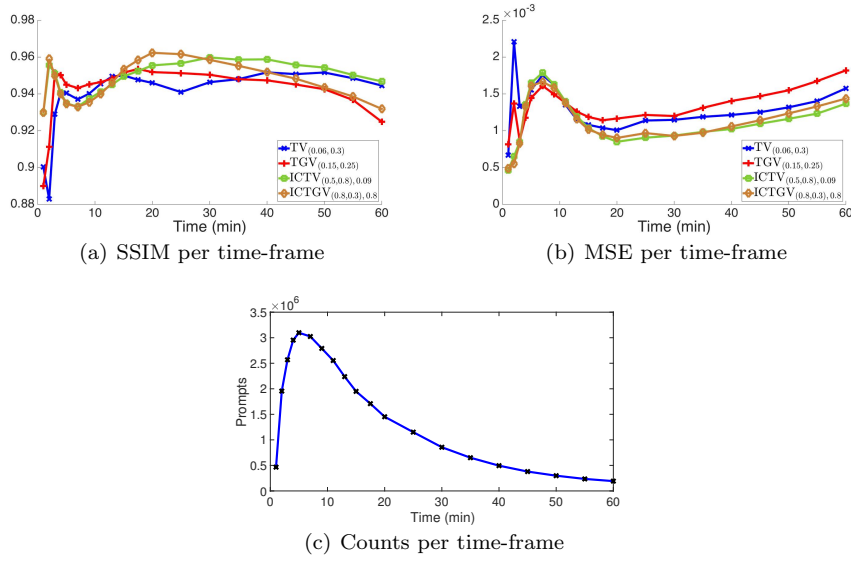 0.98
0.96
0.94
0.92
0.9
0.88
0 10 20 30 40 50 60
Time (min)
TV(0.06,0.3)
TGV(0.15,0.25)
ICTV(0.5,0.8),0.09
ICTGV(0.8,0.3),0.8
(a) SSIM per time-frame
×10-3
2.5
2
1.5
1
0.5
0
0 10 20 30 40 50 60
Time (min)
TV(0.06,0.3)
TGV(0.15,0.25)
ICTV(0.5,0.8),0.09
ICTGV(0.8,0.3),0.8
(b) MSE per time-frame
×106
3.5
3
2.5
2
1.5
1
0.5
0
Prompts
0 10 20 30 40 50 60
Time (min)
(c) Counts per time-frame